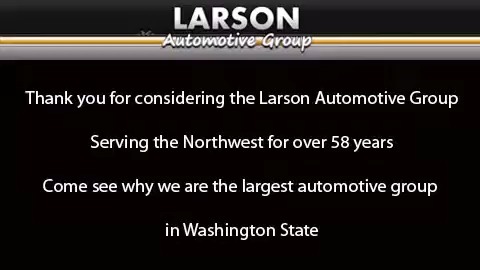 LARSON
Automotive Group
Thank you for considering the Larson Automotive Group
Serving the Northwest for over 58 years
Come see why we are the largest automotive group
in Washington State